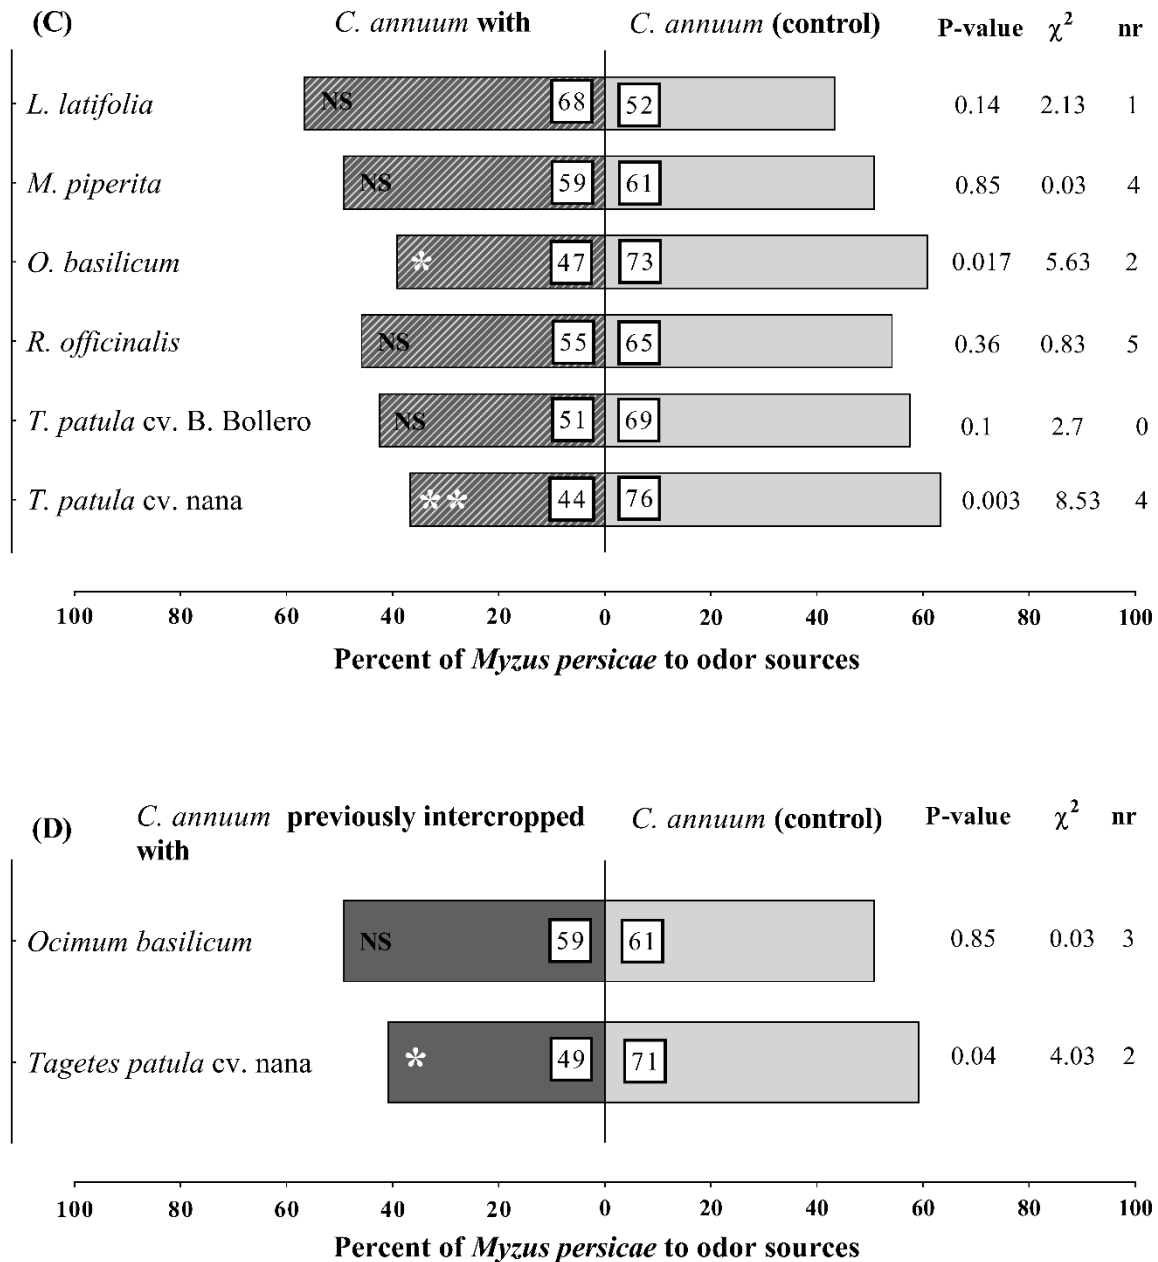 (C) C. annuum with C. annuum (control) P-value χ² nr
L. latifolia NS 68 52 0.14 2.13 1
M. piperita NS 59 61 0.85 0.03 4
O. basilicum * 47 73 0.017 5.63 2
R. officinalis NS 55 65 0.36 0.83 5
T. patula cv. B. Bollero NS 51 69 0.1 2.7 0
T. patula cv. nana ** 44 76 0.003 8.53 4
100 80 60 40 20 0 20 40 60 80 100
Percent of Myzus persicae to odor sources
(D) C. annuum previously intercropped C. annuum (control) P-value χ² nr
with
Ocimum basilicum NS 59 61 0.85 0.03 3
Tagetes patula cv. nana * 49 71 0.04 4.03 2
100 80 60 40 20 0 20 40 60 80 100
Percent of Myzus persicae to odor sources